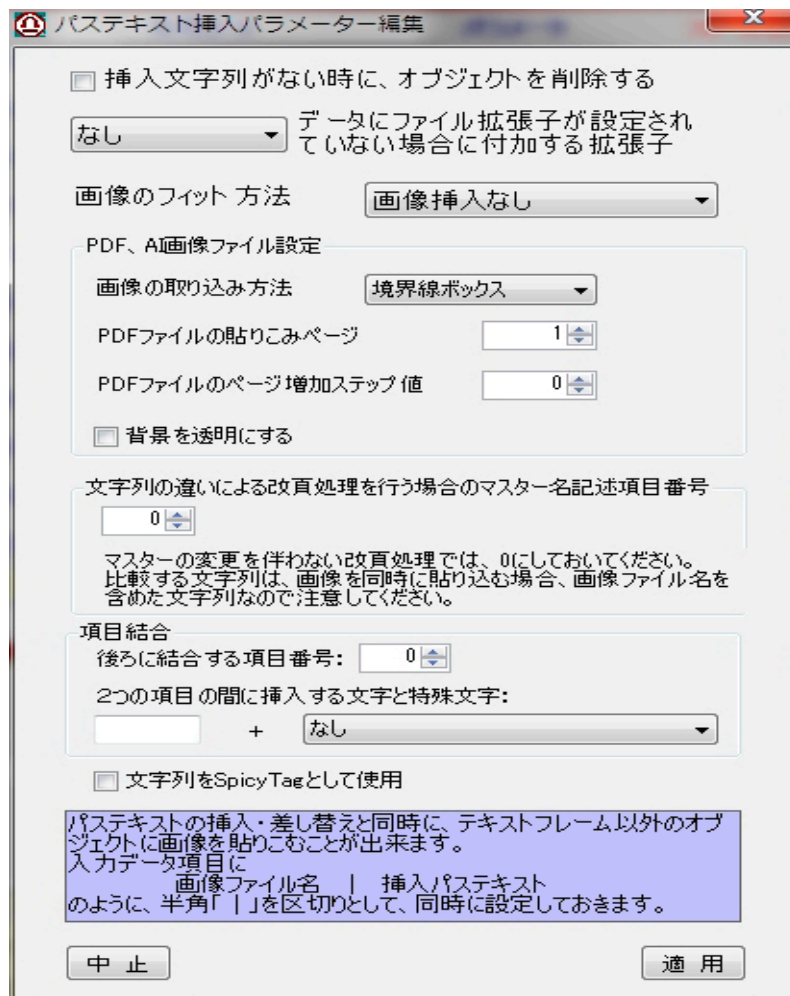 パステキスト挿入パラメーター編集
挿入文字列がない時に、オブジェクトを削除する
なし
データにファイル拡張子が設定され
ていない場合に付加する拡張子
画像のフィット方法
画像挿入なし
PDF、AI画像ファイル設定
画像の取り込み方法
境界線ボックス
PDFファイルの貼りこみページ
1
PDFファイルのページ増加ステップ値
0
背景を透明にする
文字列の違いによる改頁処理を行う場合のマスター名記述項目番号
0
マスターの変更を伴わない改頁処理では、0にしておいてください。
比較する文字列は、画像を同時に貼り込む場合、画像ファイル名を
含めた文字列なので注意してください。
項目結合
後ろに結合する項目番号:
0
2つの項目の間に挿入する文字と特殊文字:
+
なし
文字列をSpicyTagとして使用
パステキストの挿入・差し替えと同時に、テキストフレーム以外のオブ
ジェクトに画像を貼りこむことが出来ます。
入力データ項目に
画像ファイル名 | 挿入パステキスト
のように、半角「 | 」を区切りとして、同時に設定しておきます。
中 止
適 用